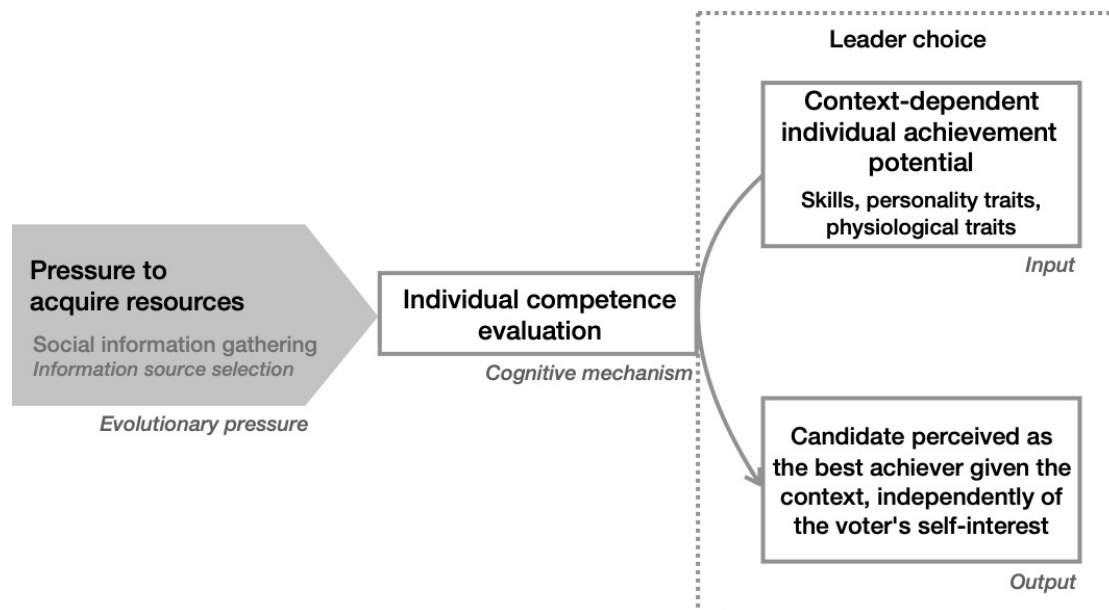 Leader choice
Context-dependent
individual achievement
potential
Skills, personality traits,
physiological traits
Input
Pressure to
acquire resources
Social information gathering
Information source selection
Evolutionary pressure
Individual competence
evaluation
Cognitive mechanism
Candidate perceived as
the best achiever given the
context, independently of
the voter's self-interest
Output